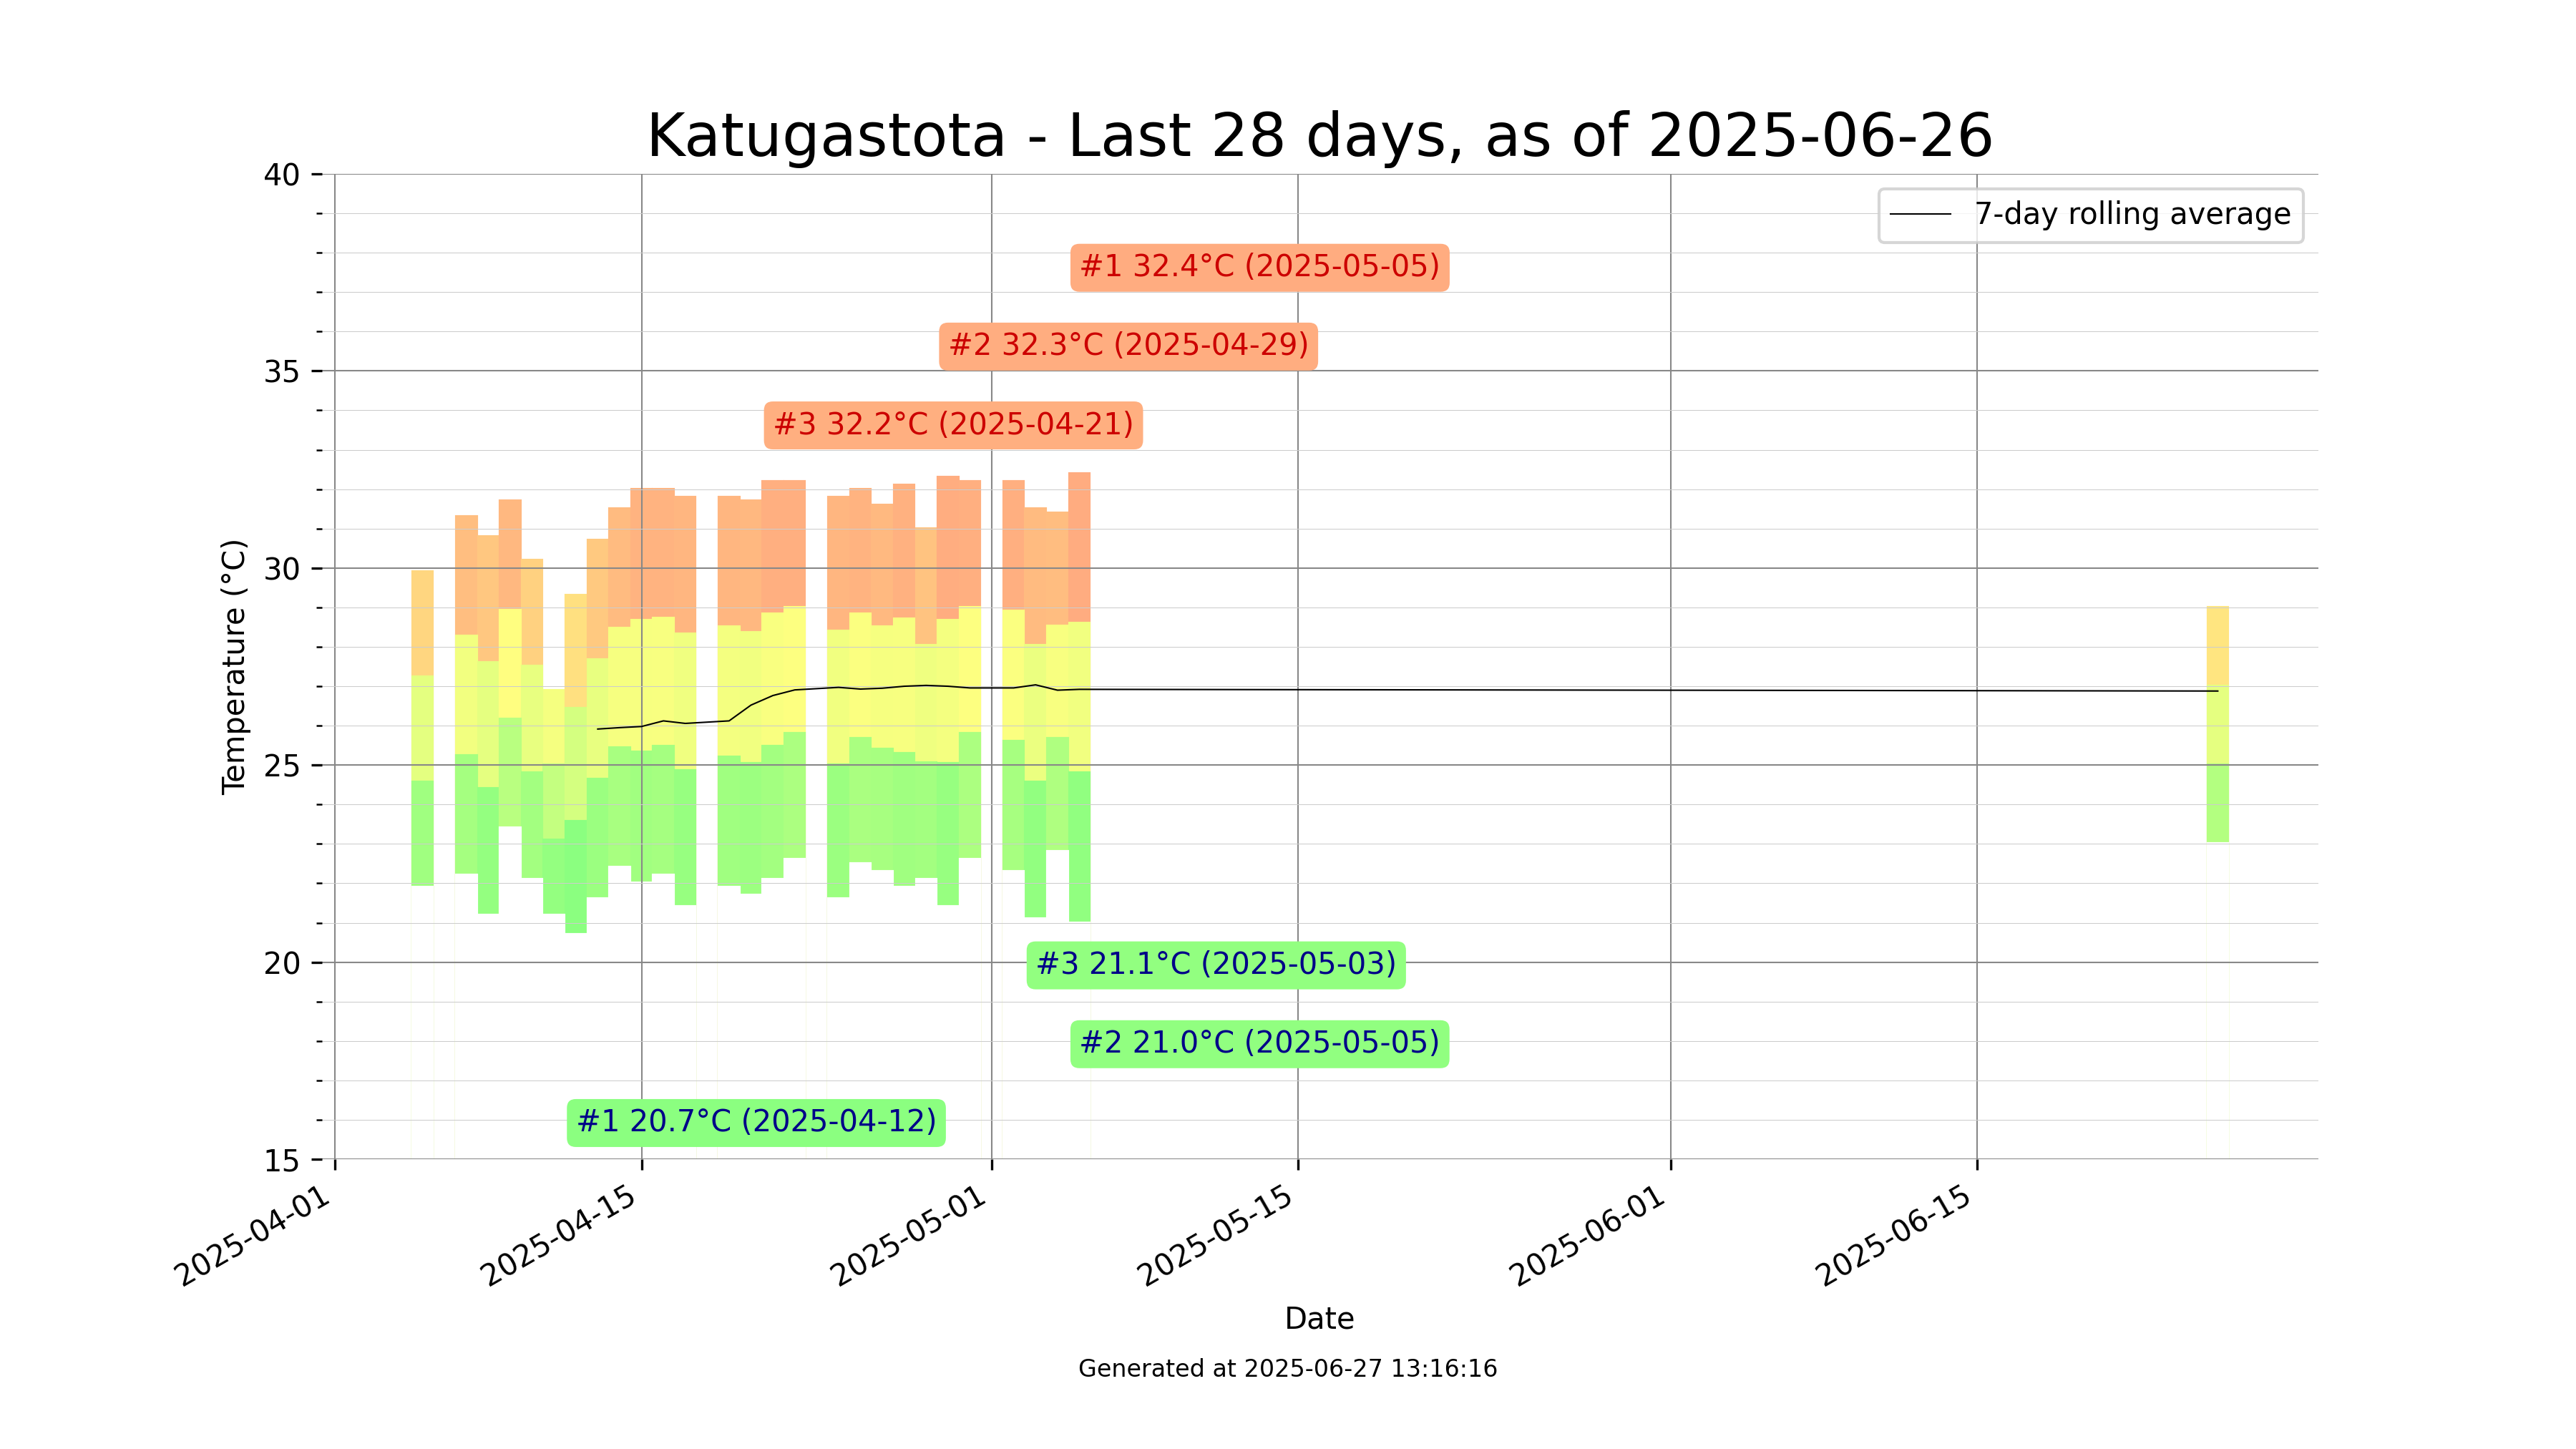 Katugastota - Last 28 days, as of 2025-06-26
40
35
30
25
20
15
Temperature (°C)
7-day rolling average
#1 32.4°C (2025-05-05)
#2 32.3°C (2025-04-29)
#3 32.2°C (2025-04-21)
#3 21.1°C (2025-05-03)
#2 21.0°C (2025-05-05)
#1 20.7°C (2025-04-12)
2025-04-01
2025-04-15
2025-05-01
2025-05-15
2025-06-01
2025-06-15
Date
Generated at 2025-06-27 13:16:16